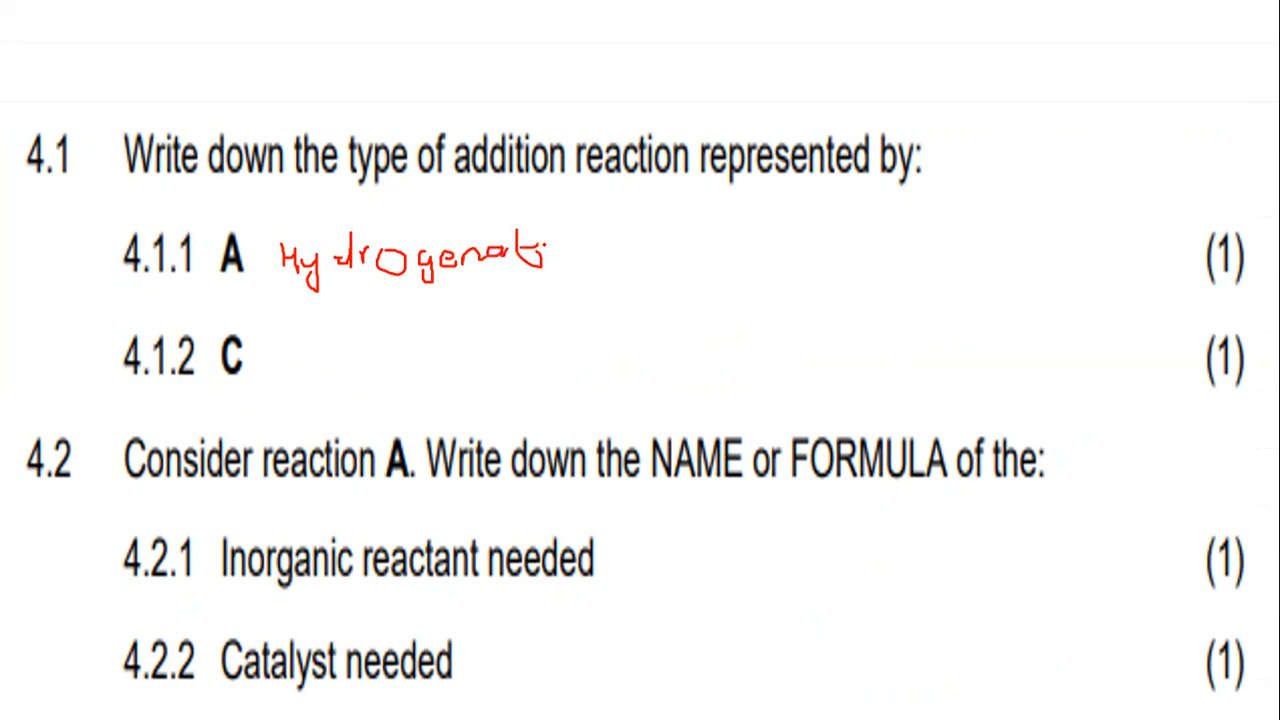 4.1 Write down the type of addition reaction represented by:
4.1.1 A Hydrogenati (1)
4.1.2 C (1)
4.2 Consider reaction A. Write down the NAME or FORMULA of the:
4.2.1 Inorganic reactant needed (1)
4.2.2 Catalyst needed (1)